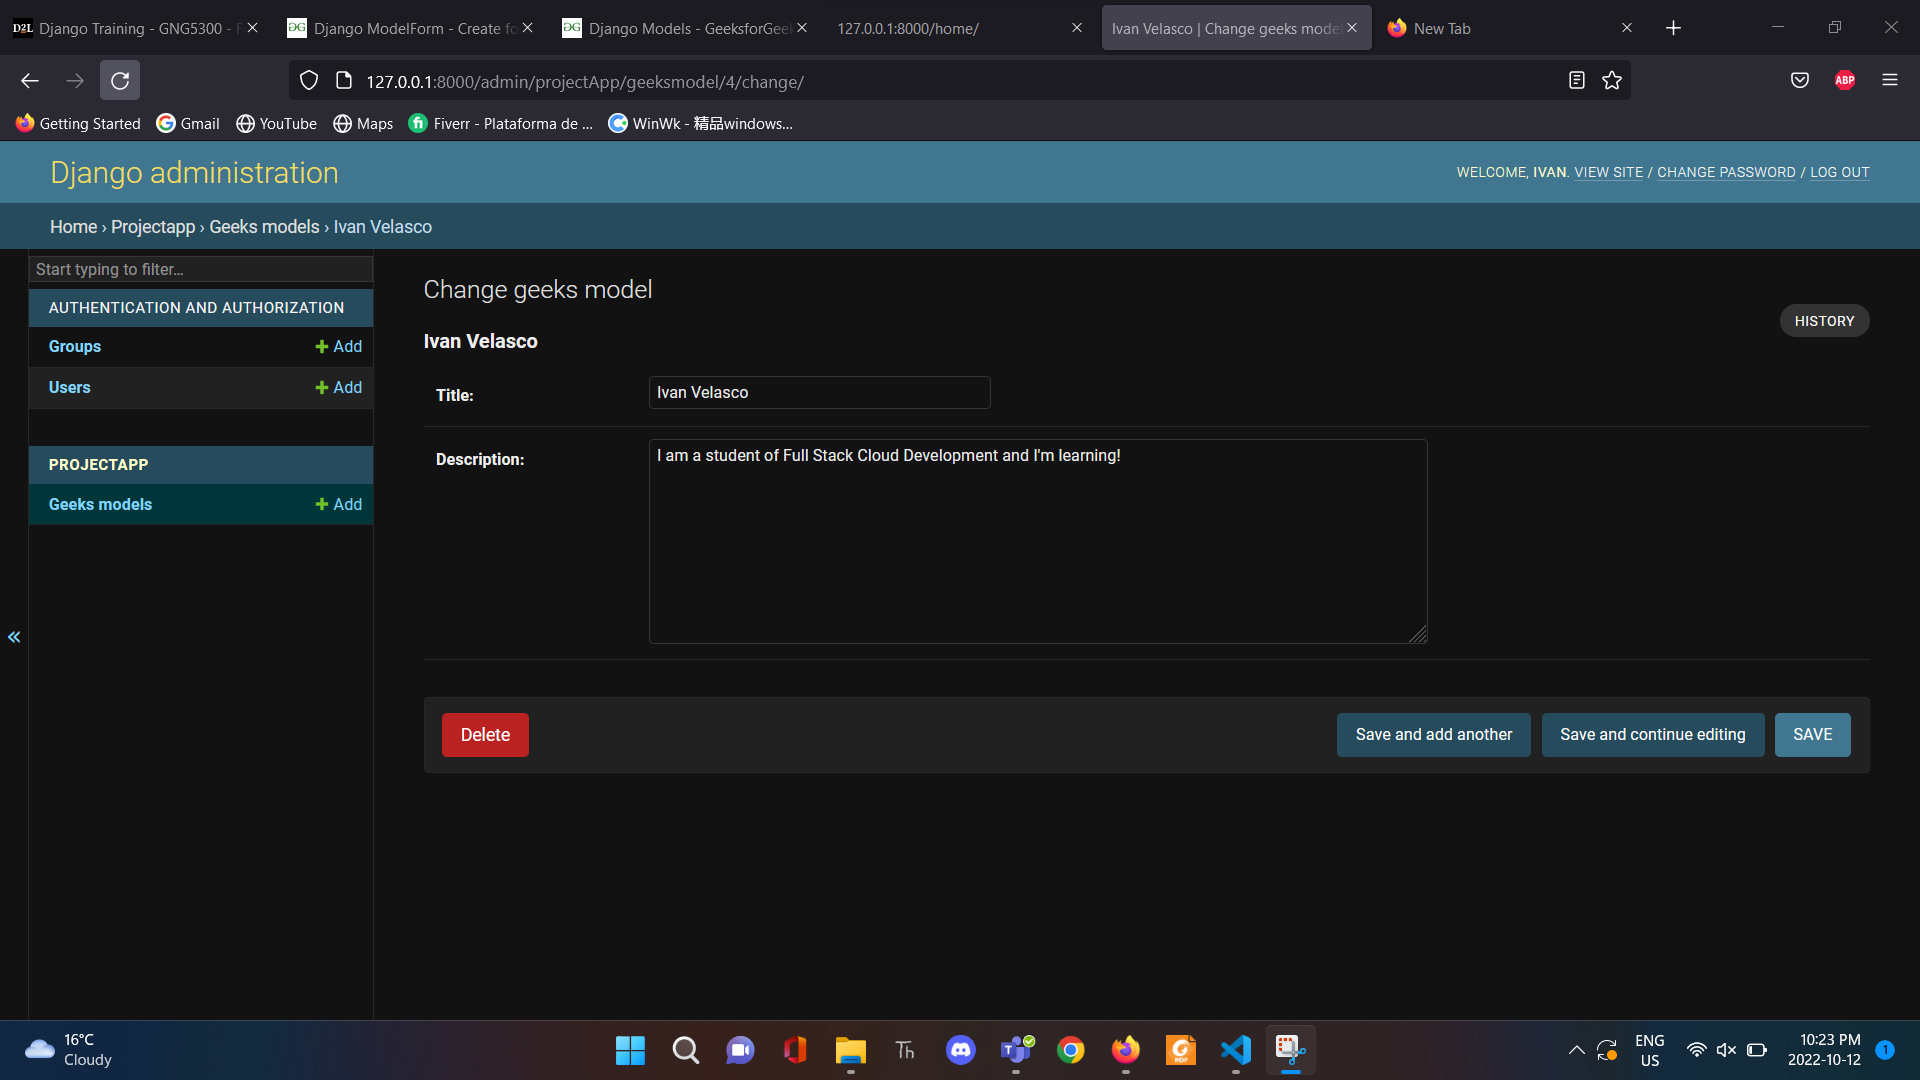 Django Training - GNG5300 -
Django ModelForm - Create fo
Django Models - GeeksforGeek
127.0.0.1:8000/home/
Ivan Velasco | Change geeks model
New Tab
127.0.0.1:8000/admin/projectApp/geeksmodel/4/change/
ABP
Getting Started
Gmail
YouTube
Maps
Fiverr - Plataforma de ...
WinWk - 精品windows...
Django administration
WELCOME, IVAN. VIEW SITE / CHANGE PASSWORD / LOG OUT
Home › Projectapp › Geeks models › Ivan Velasco
Start typing to filter...
AUTHENTICATION AND AUTHORIZATION
Groups
Add
Users
Add
PROJECTAPP
Geeks models
Add
Change geeks model
HISTORY
Ivan Velasco
Title:
Ivan Velasco
Description:
I am a student of Full Stack Cloud Development and I'm learning!
Delete
Save and add another
Save and continue editing
SAVE
16°C
Cloudy
ENG
US
10:23 PM
2022-10-12
1